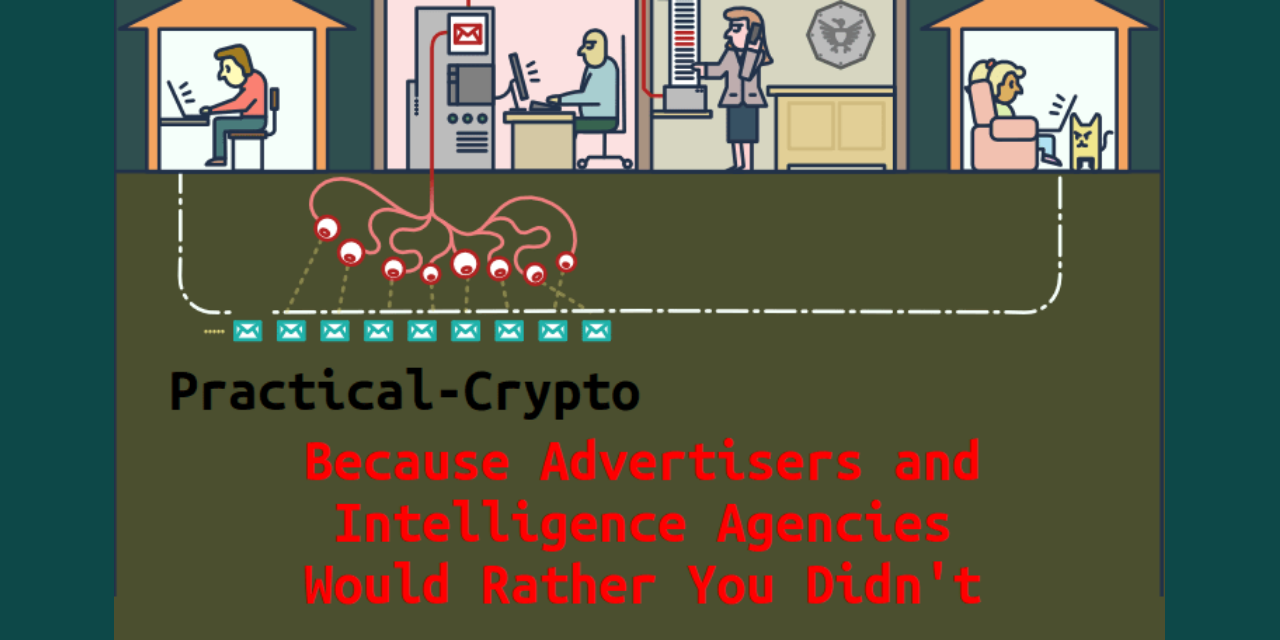 Practical-Crypto
Because Advertisers and
Intelligence Agencies
Would Rather You Didn't